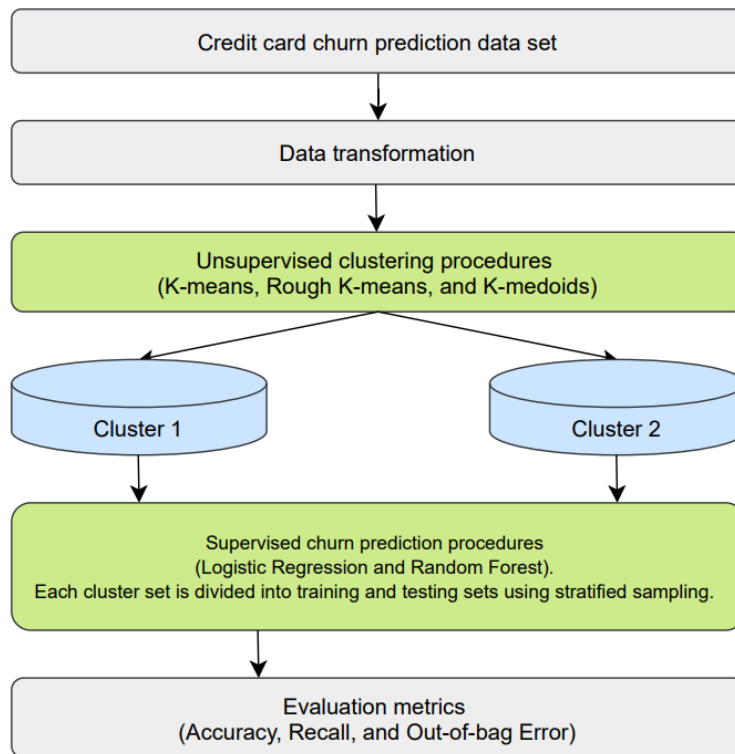 Credit card churn prediction data set
Data transformation
Unsupervised clustering procedures
(K-means, Rough K-means, and K-medoids)
Cluster 1
Cluster 2
Supervised churn prediction procedures
(Logistic Regression and Random Forest).
Each cluster set is divided into training and testing sets using stratified sampling.
Evaluation metrics
(Accuracy, Recall, and Out-of-bag Error)